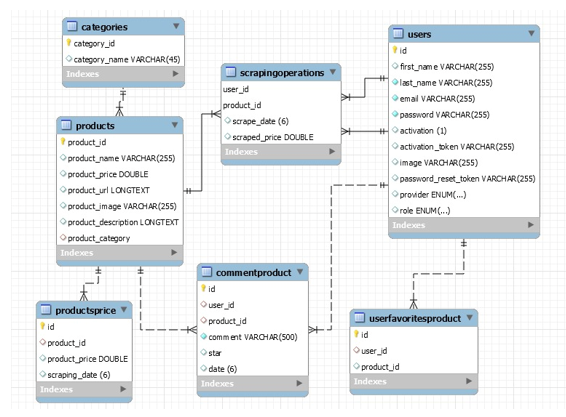 categories
category_id
category_name VARCHAR(45)
Indexes
products
product_id
product_name VARCHAR(255)
product_price DOUBLE
product_url LONGTEXT
product_image VARCHAR(255)
product_description LONGTEXT
product_category
Indexes
productsprice
id
product_id
product_price DOUBLE
scraping_date (6)
Indexes
scrapingoperations
user_id
product_id
scrape_date (6)
scraped_price DOUBLE
Indexes
commentproduct
id
user_id
product_id
comment VARCHAR(500)
star
date (6)
Indexes
users
id
first_name VARCHAR(255)
last_name VARCHAR(255)
email VARCHAR(255)
password VARCHAR(255)
activation (1)
activation_token VARCHAR(255)
image VARCHAR(255)
password_reset_token VARCHAR(255)
provider ENUM(...)
role ENUM(...)
Indexes
userfavoritesproduct
id
user_id
product_id
Indexes